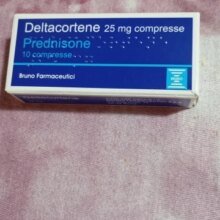 Deltacortene 25 mg compresse
Prednisone
10 compresse
Bruno Farmaceutici